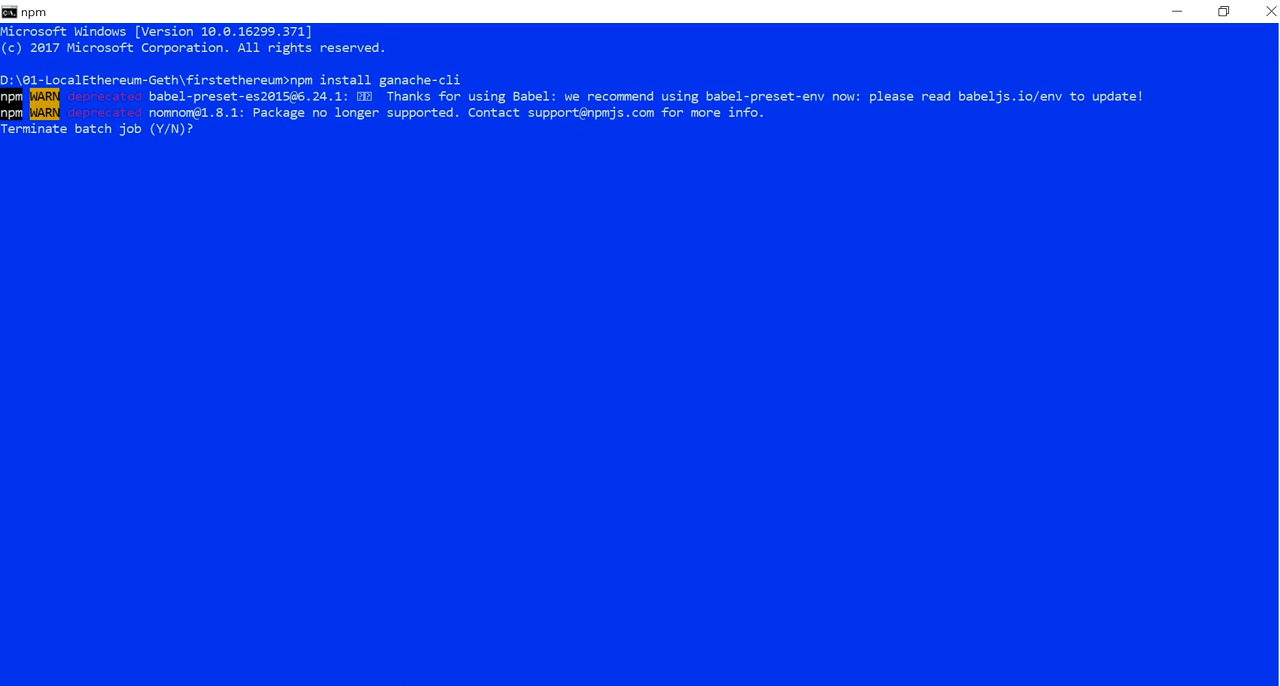 npm
Microsoft Windows [Version 10.0.16299.371]
(c) 2017 Microsoft Corporation. All rights reserved.
D:\01-LocalEthereum-Geth\firstethereum>npm install ganache-cli
npm WARN deprecated babel-preset-es2015@6.24.1: Thanks for using Babel: we recommend using babel-preset-env now: please read babeljs.io/env to update!
npm WARN deprecated nomnom@1.8.1: Package no longer supported. Contact support@npmjs.com for more info.
Terminate batch job (Y/N)?